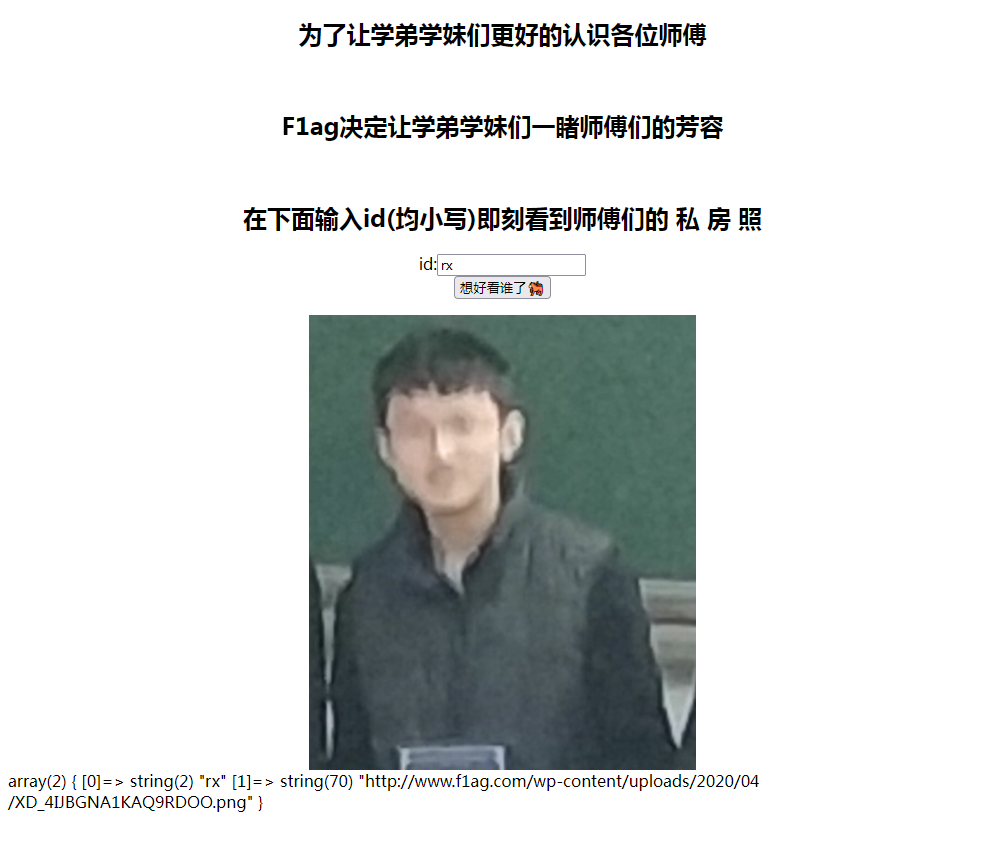 为了让学弟学妹们更好的认识各位师傅
F1ag决定让学弟学妹们一睹师傅们的芳容
在下面输入id(均小写)即刻看到师傅们的 私 房 照
id:rx
想好看谁了
array(2) { [0]=> string(2) "rx" [1]=> string(70) "http://www.f1ag.com/wp-content/uploads/2020/04
/XD_4IJBGNA1KAQ9RDOO.png" }